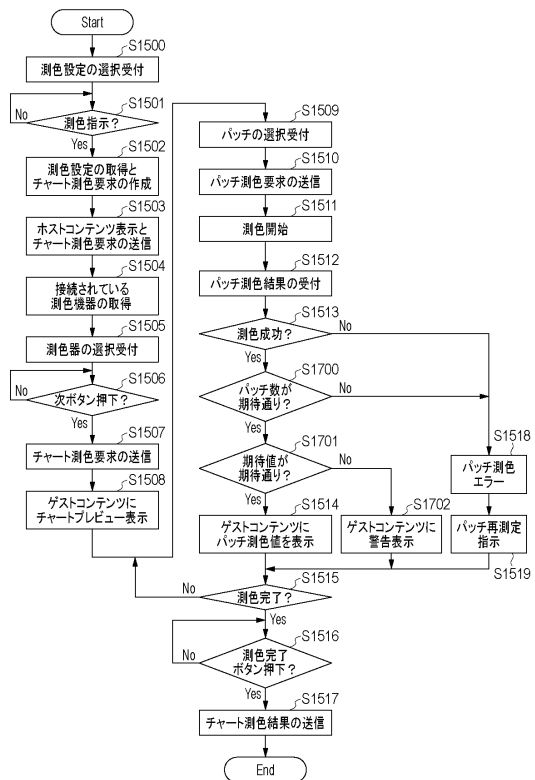 Start
S1500
測色設定の選択受付
S1501
測色指示？
No
Yes
S1502
測色設定の取得と
チャート測色要求の作成
S1503
ホストコンテンツ表示と
チャート測色要求の送信
S1504
接続されている
測色機器の取得
S1505
測色器の選択受付
S1506
次ボタン押下？
No
Yes
S1507
チャート測色要求の送信
S1508
ゲストコンテンツに
チャートプレビュー表示
S1509
パッチの選択受付
S1510
パッチ測色要求の送信
S1511
測色開始
S1512
パッチ測色結果の受付
S1513
測色成功？
No
Yes
S1700
パッチ数が
期待通り？
No
Yes
S1701
期待値が
期待通り？
No
Yes
S1518
パッチ測色
エラー
S1514
ゲストコンテンツに
パッチ測色値を表示
S1702
ゲストコンテンツに
警告表示
パッチ再測定
指示
S1519
S1515
測色完了？
No
Yes
S1516
測色完了
ボタン押下？
No
Yes
S1517
チャート測色結果の送信
End